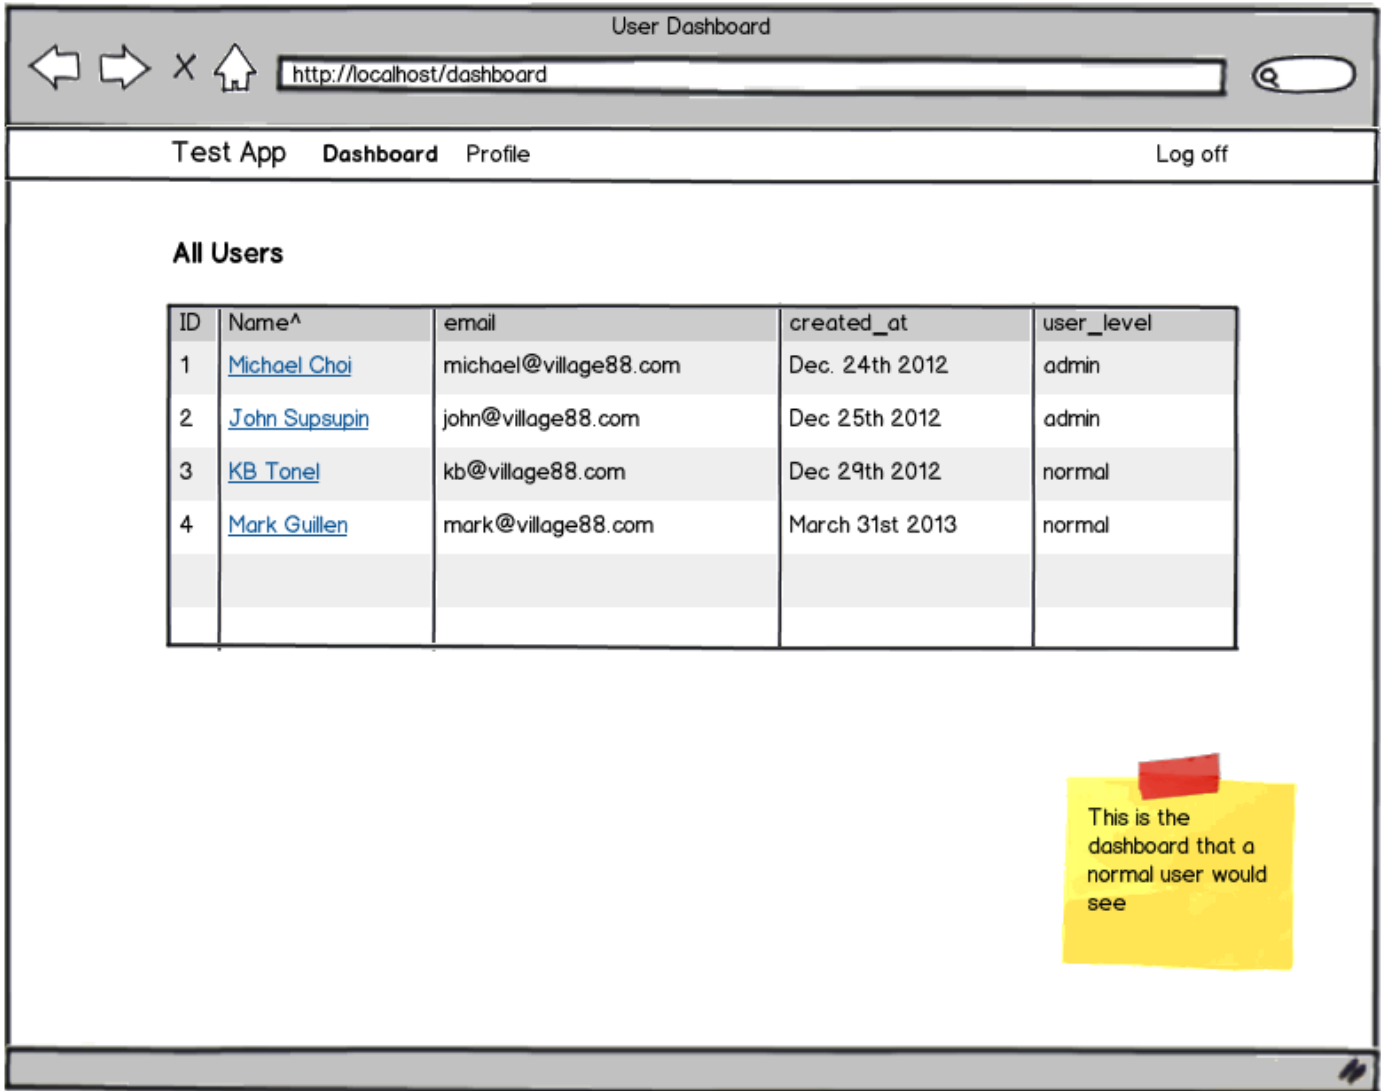 User Dashboard
http://localhost/dashboard
Test App Dashboard Profile Log off
All Users
ID Name^ email created_at user_level
1 Michael Choi michael@village88.com Dec. 24th 2012 admin
2 John Supsupin john@village88.com Dec 25th 2012 admin
3 KB Tonel kb@village88.com Dec 29th 2012 normal
4 Mark Guillen mark@village88.com March 31st 2013 normal
This is the
dashboard that a
normal user would
see